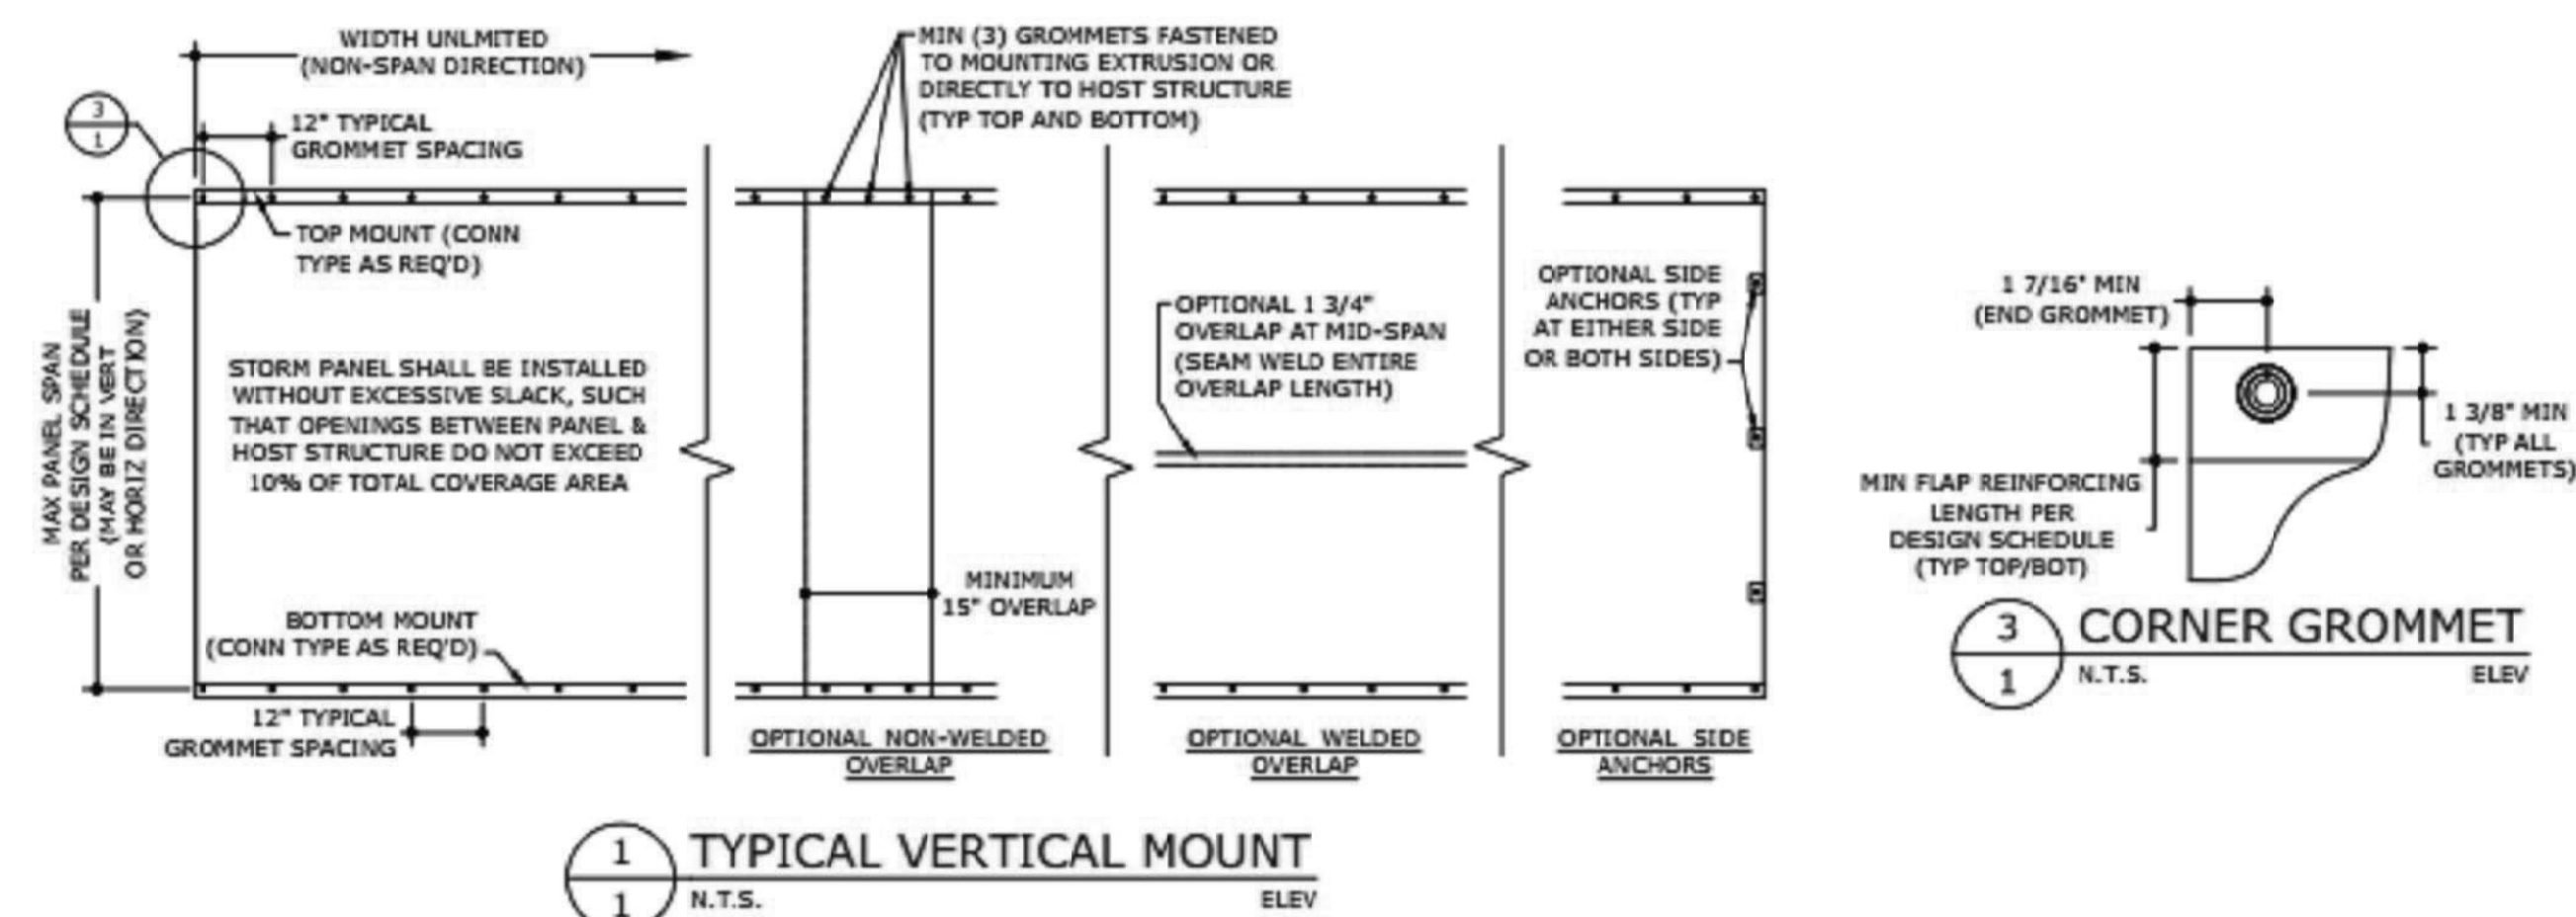 WIDTH UNLMITED
(NON-SPAN DIRECTION)
MIN (3) GROMMETS FASTENED
TO MOUNTING EXTRUSION OR
DIRECTLY TO HOST STRUCTURE
(TYP TOP AND BOTTOM)
3
1
12" TYPICAL
GROMMET SPACING
TOP MOUNT (CONN
TYPE AS REQ'D)
MAX PANEL SPAN
PER DESIGN SCHEDULE
(MAY BE IN VERT
OR HORIZ DIRECTION)
STORM PANEL SHALL BE INSTALLED
WITHOUT EXCESSIVE SLACK, SUCH
THAT OPENINGS BETWEEN PANEL &
HOST STRUCTURE DO NOT EXCEED
10% OF TOTAL COVERAGE AREA
BOTTOM MOUNT
(CONN TYPE AS REQ'D)
12" TYPICAL
GROMMET SPACING
MINIMUM
15" OVERLAP
OPTIONAL NON-WELDED
OVERLAP
OPTIONAL 1 3/4"
OVERLAP AT MID-SPAN
(SEAM WELD ENTIRE
OVERLAP LENGTH)
OPTIONAL WELDED
OVERLAP
OPTIONAL SIDE
ANCHORS (TYP
AT EITHER SIDE
OR BOTH SIDES)
OPTIONAL SIDE
ANCHORS
1 7/16" MIN
(END GROMMET)
1 3/8" MIN
(TYP ALL
GROMMETS)
MIN FLAP REINFORCING
LENGTH PER
DESIGN SCHEDULE
(TYP TOP/BOT)
3
1
CORNER GROMMET
N.T.S.
ELEV
1
1
TYPICAL VERTICAL MOUNT
N.T.S.
ELEV